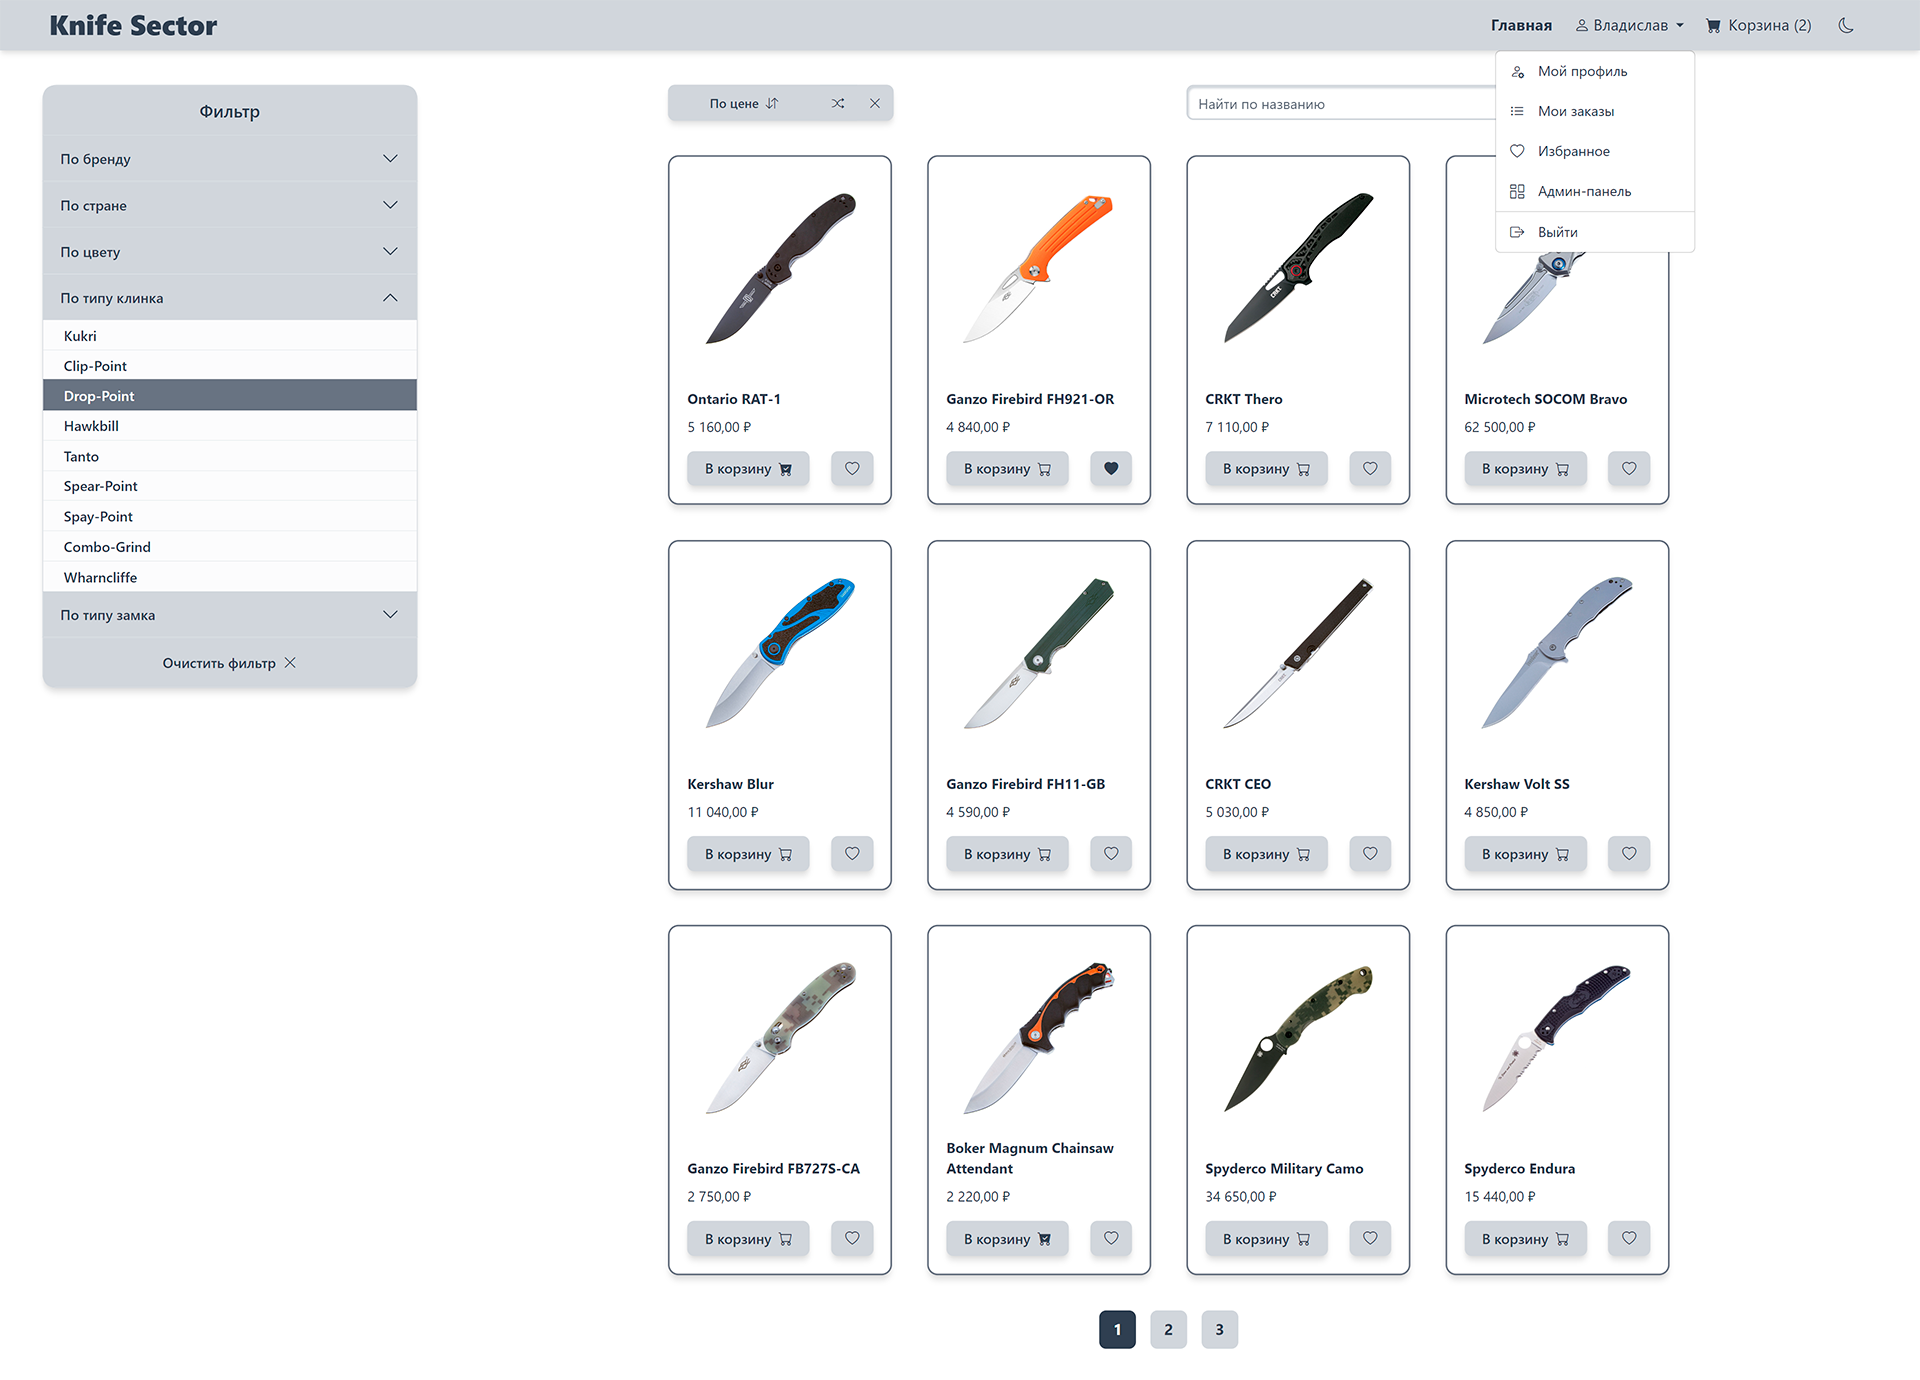 Knife Sector
Главная
Владислав
Корзина (2)
Мой профиль
Мои заказы
Избранное
Админ-панель
Выйти
Фильтр
По бренду
По стране
По цвету
По типу клинка
Kukri
Clip-Point
Drop-Point
Hawkbill
Tanto
Spear-Point
Spay-Point
Combo-Grind
Wharncliffe
По типу замка
Очистить фильтр
По цене
Найти по названию
CRKT
Ontario RAT-1
5 160,00 ₽
В корзину
Ganzo Firebird FH921-OR
4 840,00 ₽
В корзину
CRKT Thero
7 110,00 ₽
В корзину
Microtech SOCOM Bravo
62 500,00 ₽
В корзину
Kershaw Blur
11 040,00 ₽
В корзину
Ganzo Firebird FH11-GB
4 590,00 ₽
В корзину
CRKT CEO
5 030,00 ₽
В корзину
Kershaw Volt SS
4 850,00 ₽
В корзину
Ganzo Firebird FB727S-CA
2 750,00 ₽
В корзину
Boker Magnum Chainsaw
Attendant
2 220,00 ₽
В корзину
Spyderco Military Camo
34 650,00 ₽
В корзину
Spyderco Endura
15 440,00 ₽
В корзину
1
2
3